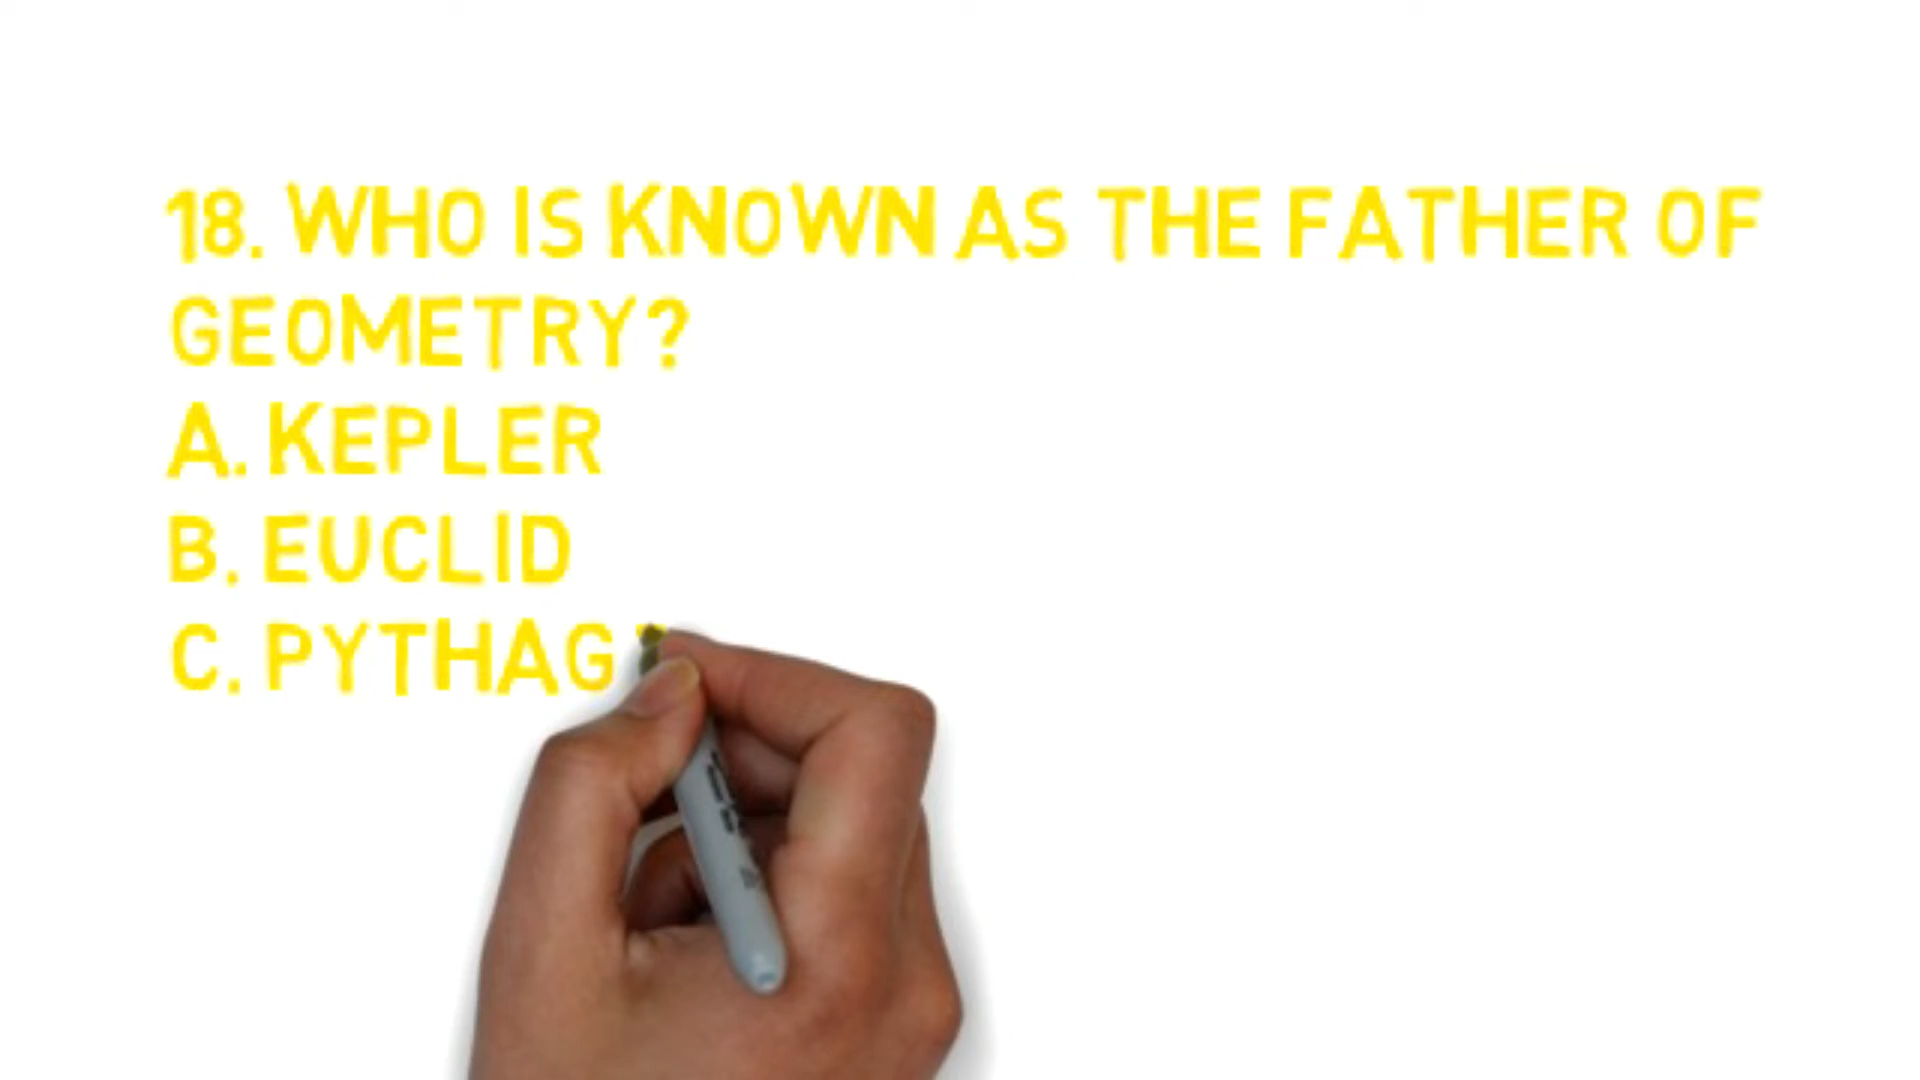 18. WHO IS KNOWN AS THE FATHER OF
GEOMETRY?
A. KEPLER
B. EUCLID
C. PYTHAG